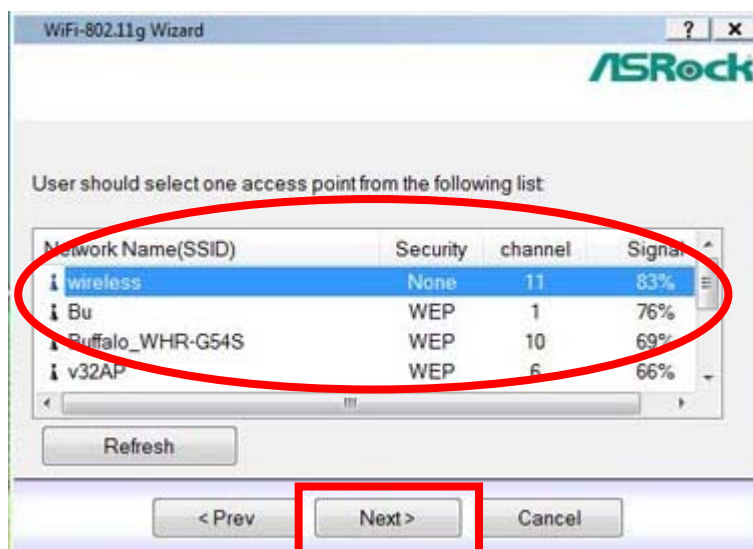 WiFi-802.11g Wizard ? x
ASRock
User should select one access point from the following list
Network Name(SSID) Security channel Signal
wireless None 11 83%
Bu WEP 1 76%
Buffalo_WHR-G54S WEP 10 69%
v32AP WEP 6 66%
Refresh
< Prev Next > Cancel